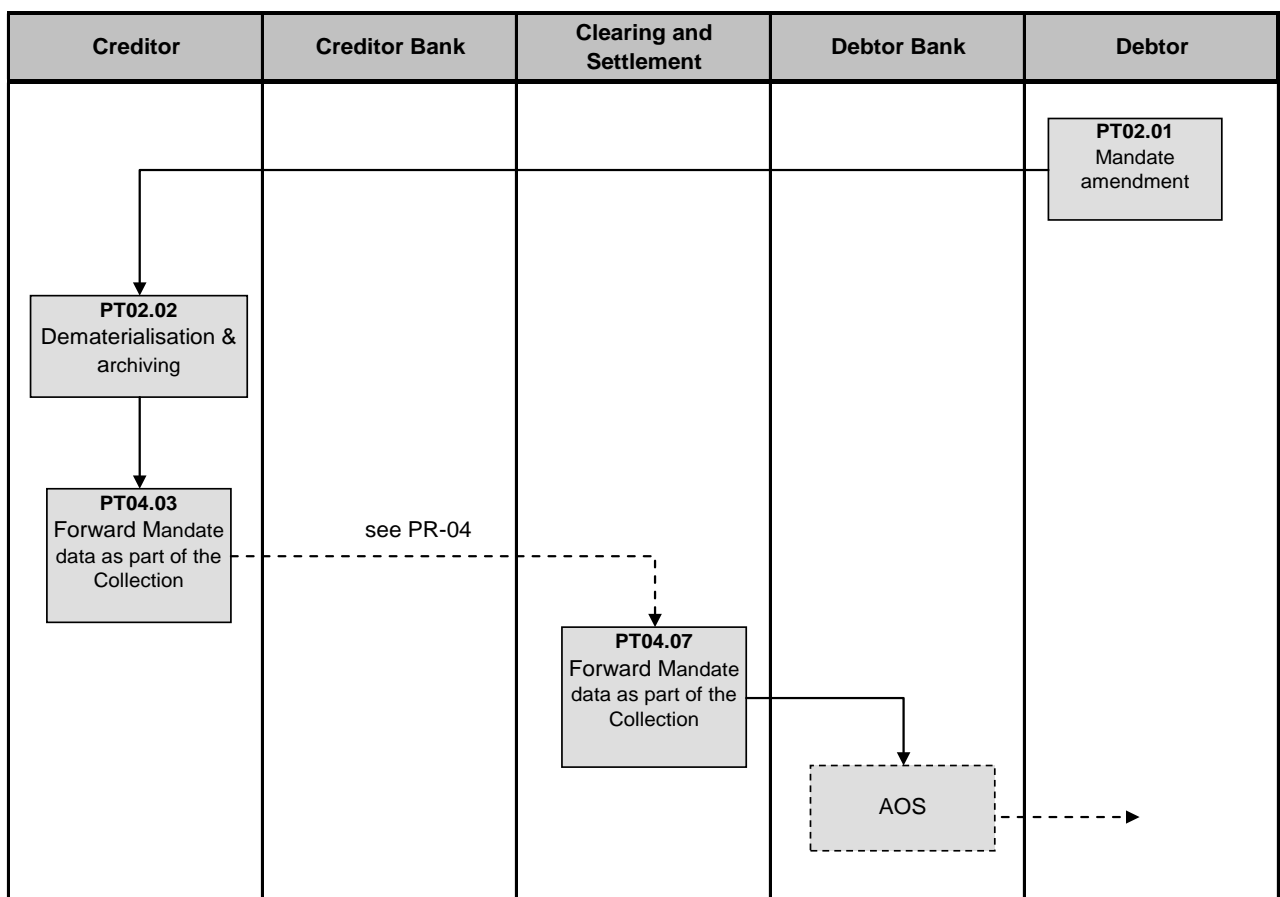 Creditor
Creditor Bank
Clearing and
Settlement
Debtor Bank
Debtor
PT02.01
Mandate
amendment
PT02.02
Dematerialisation &
archiving
PT04.03
Forward Mandate
data as part of the
Collection
see PR-04
PT04.07
Forward Mandate
data as part of the
Collection
AOS